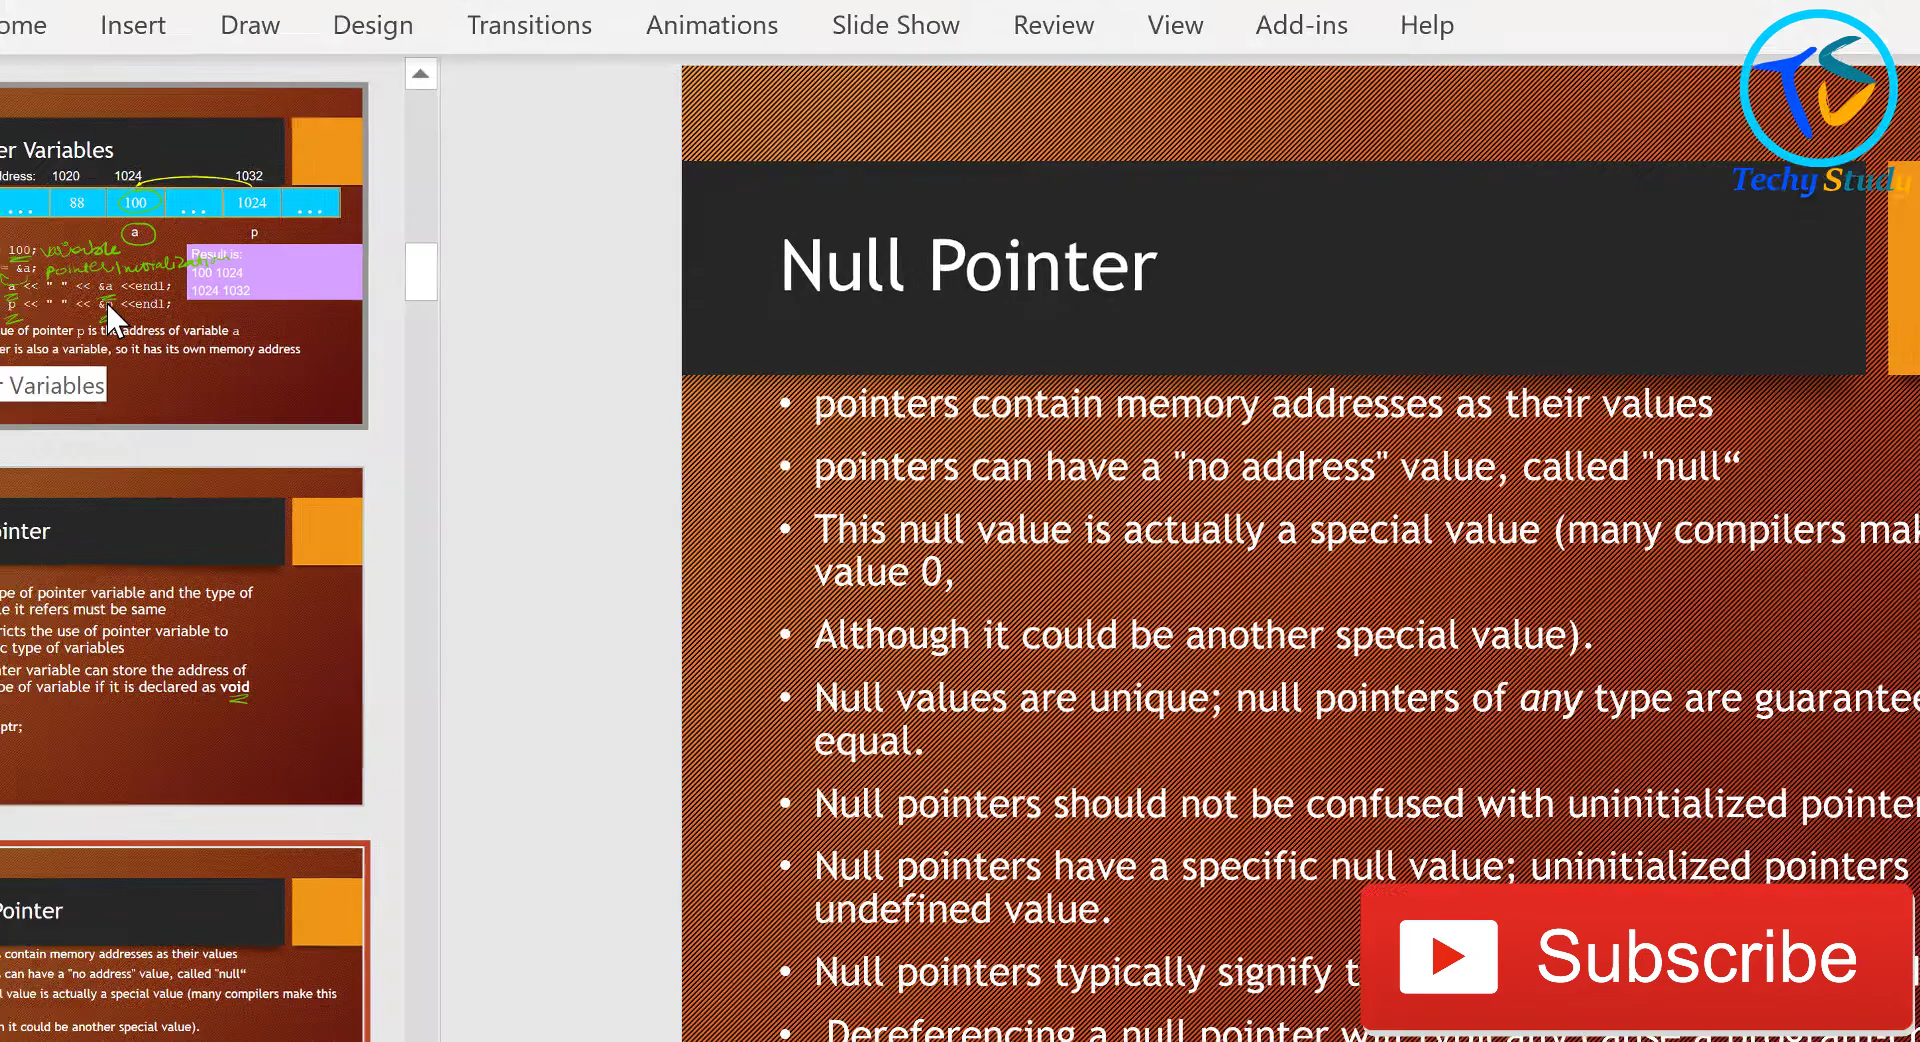 ome Insert Draw Design Transitions Animations Slide Show Review View Add-ins Help
Techy Study
er Variables
ddress: 1020 1024 1032
... 88 100 ... 1024 ...
a p
100; variable
= &a; pointer Initialization
a << " " << &a <<endl;
p << " " << & <<endl;
Result is:
100 1024
1024 1032
ue of pointer p is the address of variable a
er is also a variable, so it has its own memory address
r Variables
inter
pe of pointer variable and the type of
le it refers must be same
ricts the use of pointer variable to
c type of variables
nter variable can store the address of
pe of variable if it is declared as void
ptr;
Pointer
contain memory addresses as their values
can have a "no address" value, called "null“
l value is actually a special value (many compilers make this
h it could be another special value).
Null Pointer
• pointers contain memory addresses as their values
• pointers can have a "no address" value, called "null“
• This null value is actually a special value (many compilers mak
value 0,
• Although it could be another special value).
• Null values are unique; null pointers of any type are guarantee
equal.
• Null pointers should not be confused with uninitialized pointer
• Null pointers have a specific null value; uninitialized pointers
undefined value.
• Null pointers typically signify t
• Dereferencing a null pointer
Subscribe